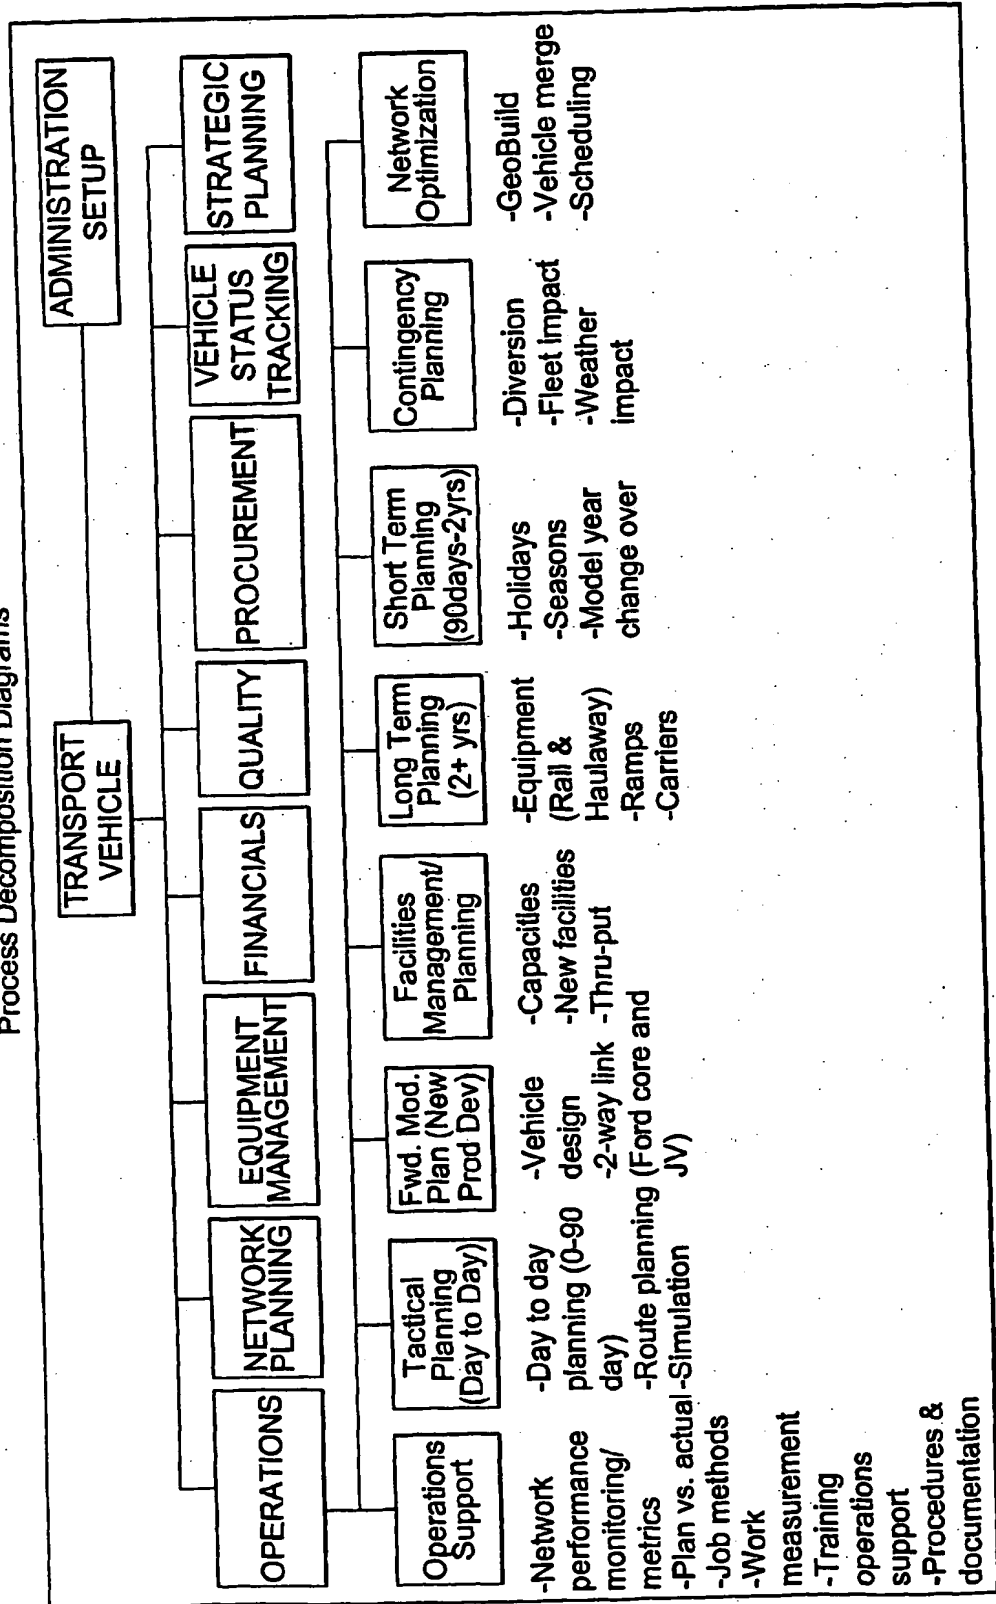 Process Decomposition Diagrams
TRANSPORT
VEHICLE
ADMINISTRATION
SETUP
OPERATIONS
NETWORK
PLANNING
EQUIPMENT
MANAGEMENT
FINANCIALS
QUALITY
PROCUREMENT
VEHICLE
STATUS
TRACKING
STRATEGIC
PLANNING
Operations
Support
Tactical
Planning
(Day to Day)
Fwd. Mod.
Plan (New
Prod Dev)
Facilities
Management/
Planning
Long Term
Planning
(2+ yrs)
Short Term
Planning
(90days-2yrs)
Contingency
Planning
Network
Optimization
-Network
performance
monitoring/
metrics
-Plan vs. actual
-Job methods
-Work
measurement
-Training
operations
support
-Procedures &
documentation
-Day to day
planning (0-90
day)
-Route planning
-Simulation
-Vehicle
design
-2-way link
(Ford core and
JV)
-Capacities
-New facilities
-Thru-put
-Equipment
(Rail &
Haulaway)
-Ramps
-Carriers
-Holidays
-Seasons
-Model year
change over
-Diversion
-Fleet impact
-Weather
impact
-GeoBuild
-Vehicle merge
-Scheduling